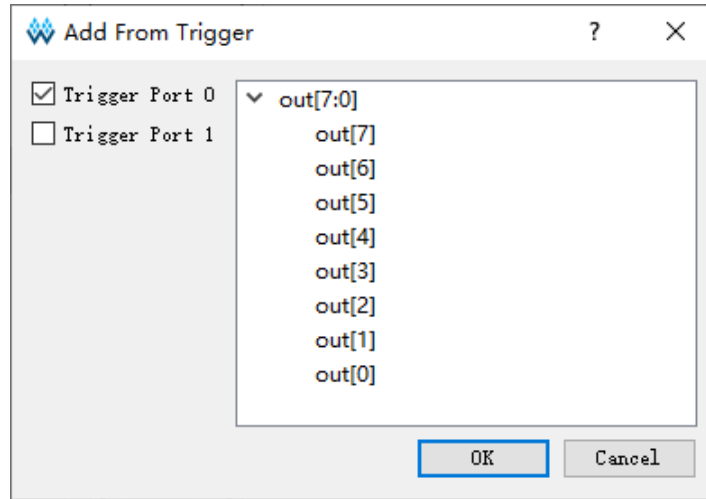 Add From Trigger
Trigger Port 0
Trigger Port 1
out[7:0]
out[7]
out[6]
out[5]
out[4]
out[3]
out[2]
out[1]
out[0]
OK
Cancel